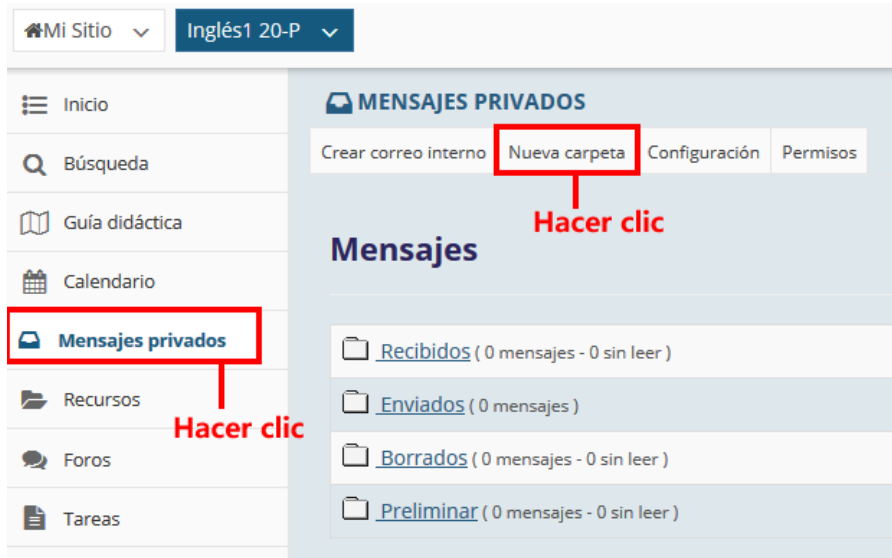 Mi Sitio
Inglés1 20-P
Inicio
Búsqueda
Guía didáctica
Calendario
Mensajes privados
Hacer clic
Recursos
Foros
Tareas
MENSAJES PRIVADOS
Crear correo interno Nueva carpeta Configuración Permisos
Hacer clic
Mensajes
Recibidos ( 0 mensajes - 0 sin leer )
Enviados ( 0 mensajes )
Borrados ( 0 mensajes - 0 sin leer )
Preliminar ( 0 mensajes - 0 sin leer )